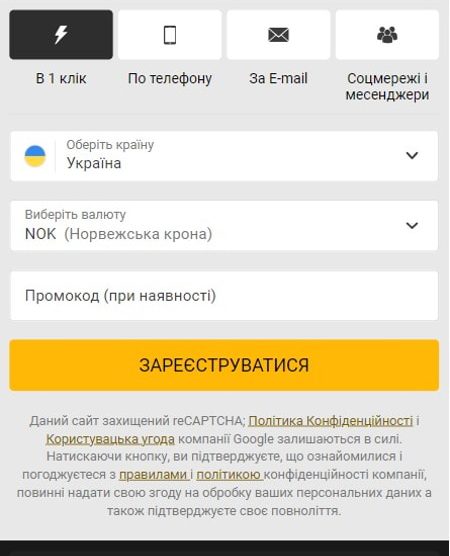 В 1 клік
По телефону
За E-mail
Соцмережі і
месенджери
Оберіть країну
Україна
Виберіть валюту
NOK (Норвежська крона)
Промокод (при наявності)
ЗАРЕЄСТРУВАТИСЯ
Даний сайт захищений reCAPTCHA; Політика Конфіденційності і
Користувацька угода компанії Google залишаються в силі.
Натискаючи кнопку, ви підтверджуєте, що ознайомилися і
погоджуєтеся з правилами і політикою конфіденційності компанії,
повинні надати свою згоду на обробку ваших персональних даних а
також підтверджуєте своє повноліття.